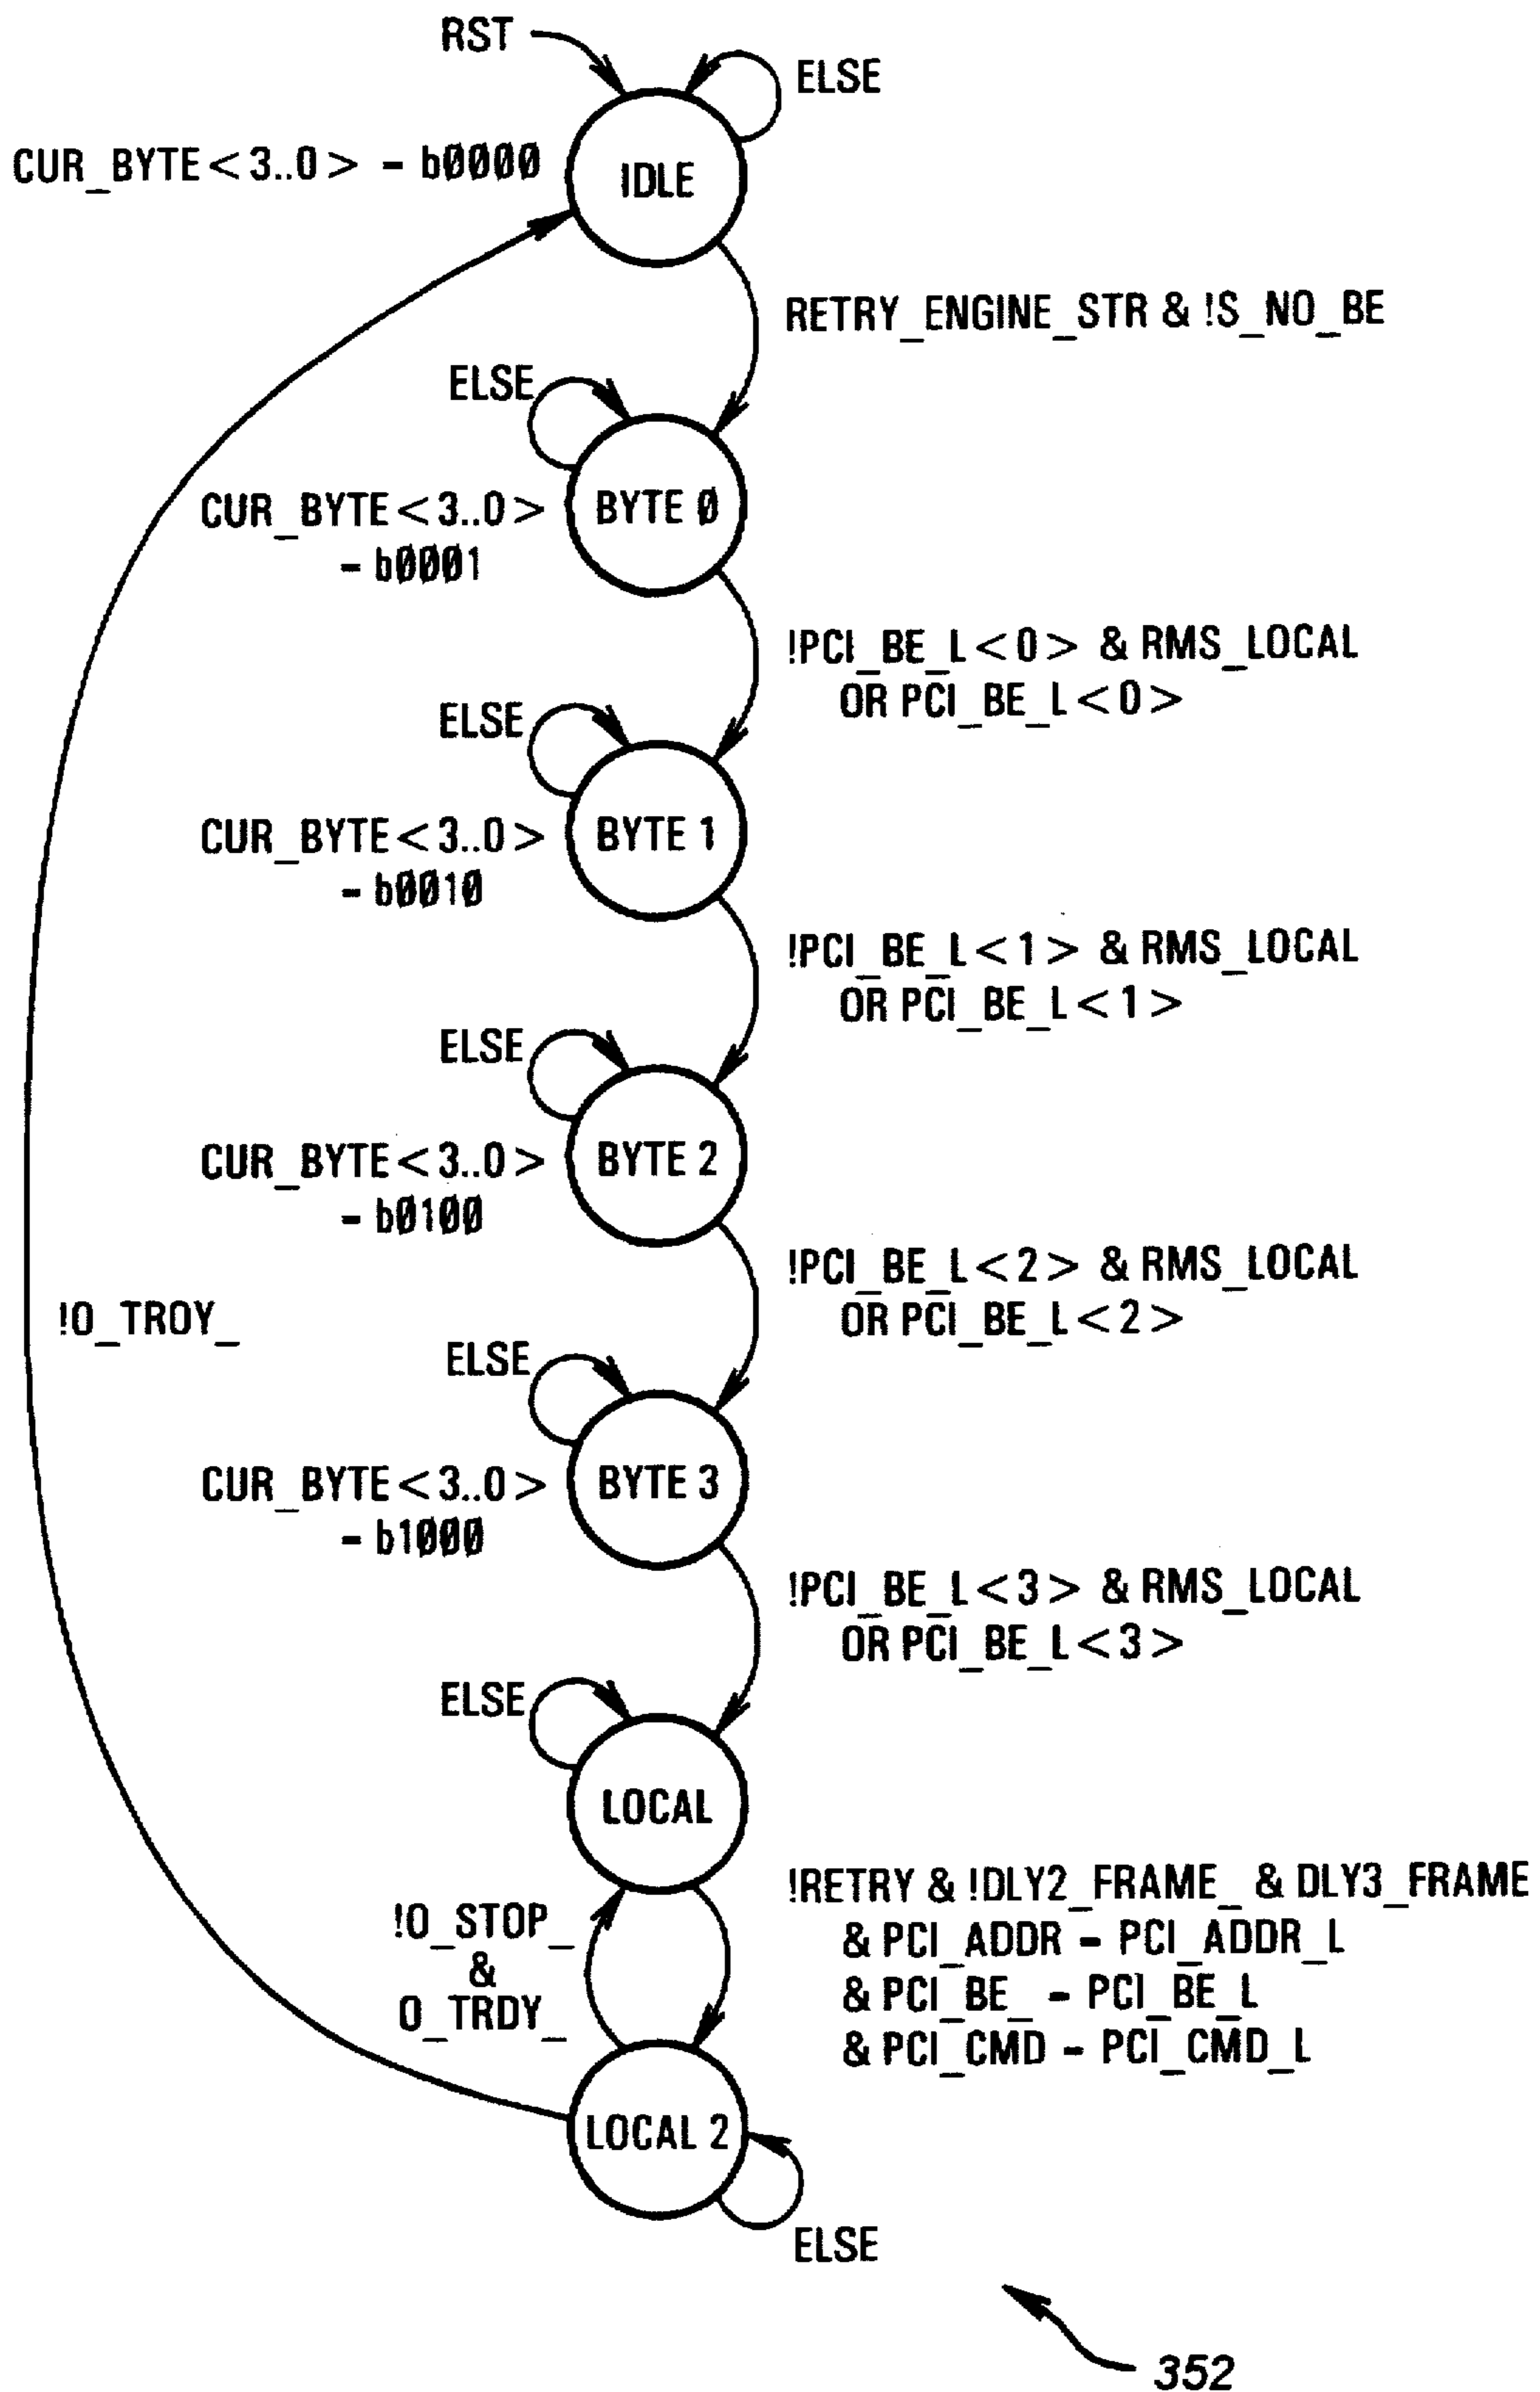 RST
ELSE
CUR_BYTE<3..0> - b0000
IDLE
RETRY_ENGINE_STR & !S_NO_BE
ELSE
CUR_BYTE<3..0>
- b0001
BYTE 0
!PCI_BE_L<0> & RMS_LOCAL
OR PCI_BE_L<0>
ELSE
CUR_BYTE<3..0>
- b0010
BYTE 1
!PCI_BE_L<1> & RMS_LOCAL
OR PCI_BE_L<1>
ELSE
CUR_BYTE<3..0>
- b0100
BYTE 2
!PCI_BE_L<2> & RMS_LOCAL
OR PCI_BE_L<2>
!O_TROY_
ELSE
CUR_BYTE<3..0>
- b1000
BYTE 3
!PCI_BE_L<3> & RMS_LOCAL
OR PCI_BE_L<3>
ELSE
LOCAL
!RETRY & !DLY2_FRAME_ & DLY3_FRAME
& PCI_ADDR - PCI_ADDR_L
& PCI_BE_ - PCI_BE_L
& PCI_CMD - PCI_CMD_L
!O_STOP_
&
O_TRDY_
LOCAL 2
ELSE
352